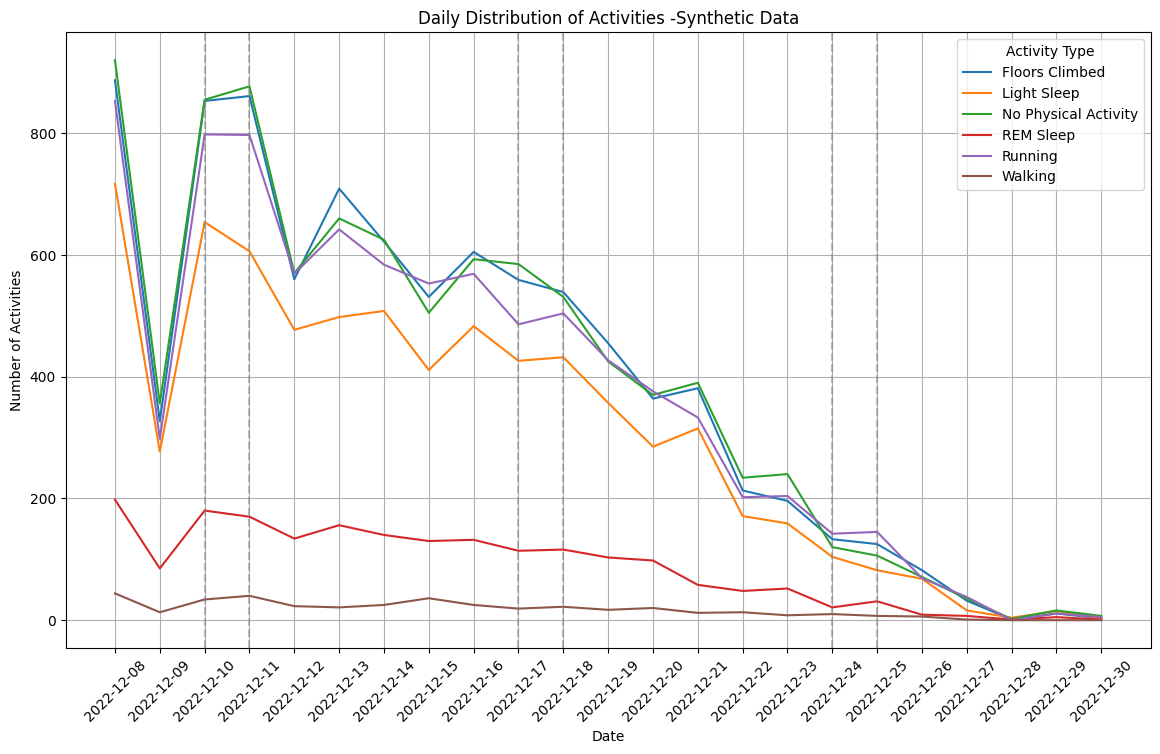 Daily Distribution of Activities -Synthetic Data
Activity Type
Floors Climbed
Light Sleep
No Physical Activity
REM Sleep
Running
Walking
Number of Activities
800
600
400
200
0
2022-12-08
2022-12-09
2022-12-10
2022-12-11
2022-12-12
2022-12-13
2022-12-14
2022-12-15
2022-12-16
2022-12-17
2022-12-18
2022-12-19
2022-12-20
2022-12-21
2022-12-22
2022-12-23
2022-12-24
2022-12-25
2022-12-26
2022-12-27
2022-12-28
2022-12-29
2022-12-30
Date